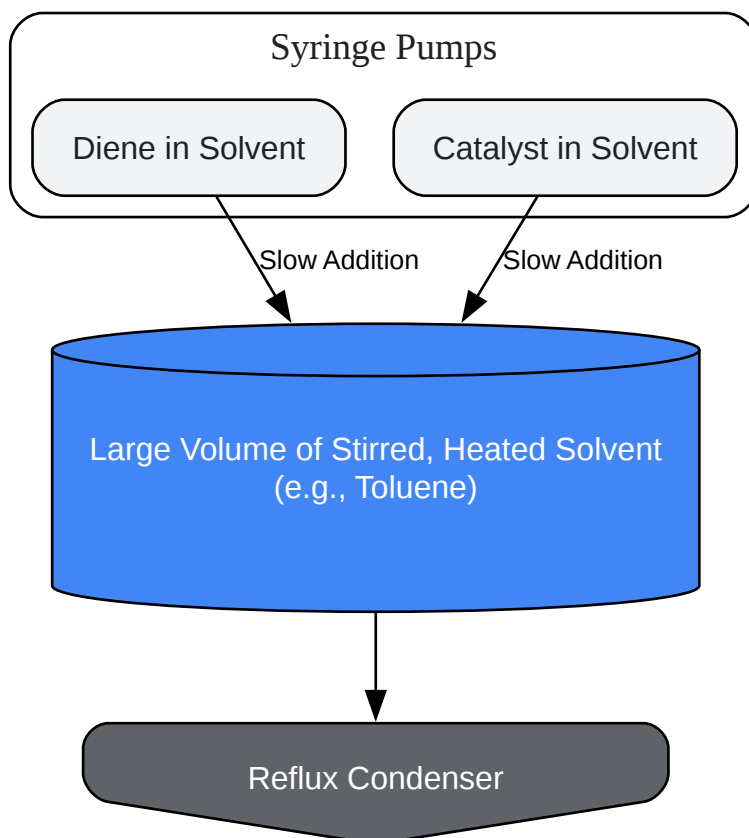 Syringe Pumps
Diene in Solvent
Catalyst in Solvent
Slow Addition
Slow Addition
Large Volume of Stirred, Heated Solvent
(e.g., Toluene)
Reflux Condenser